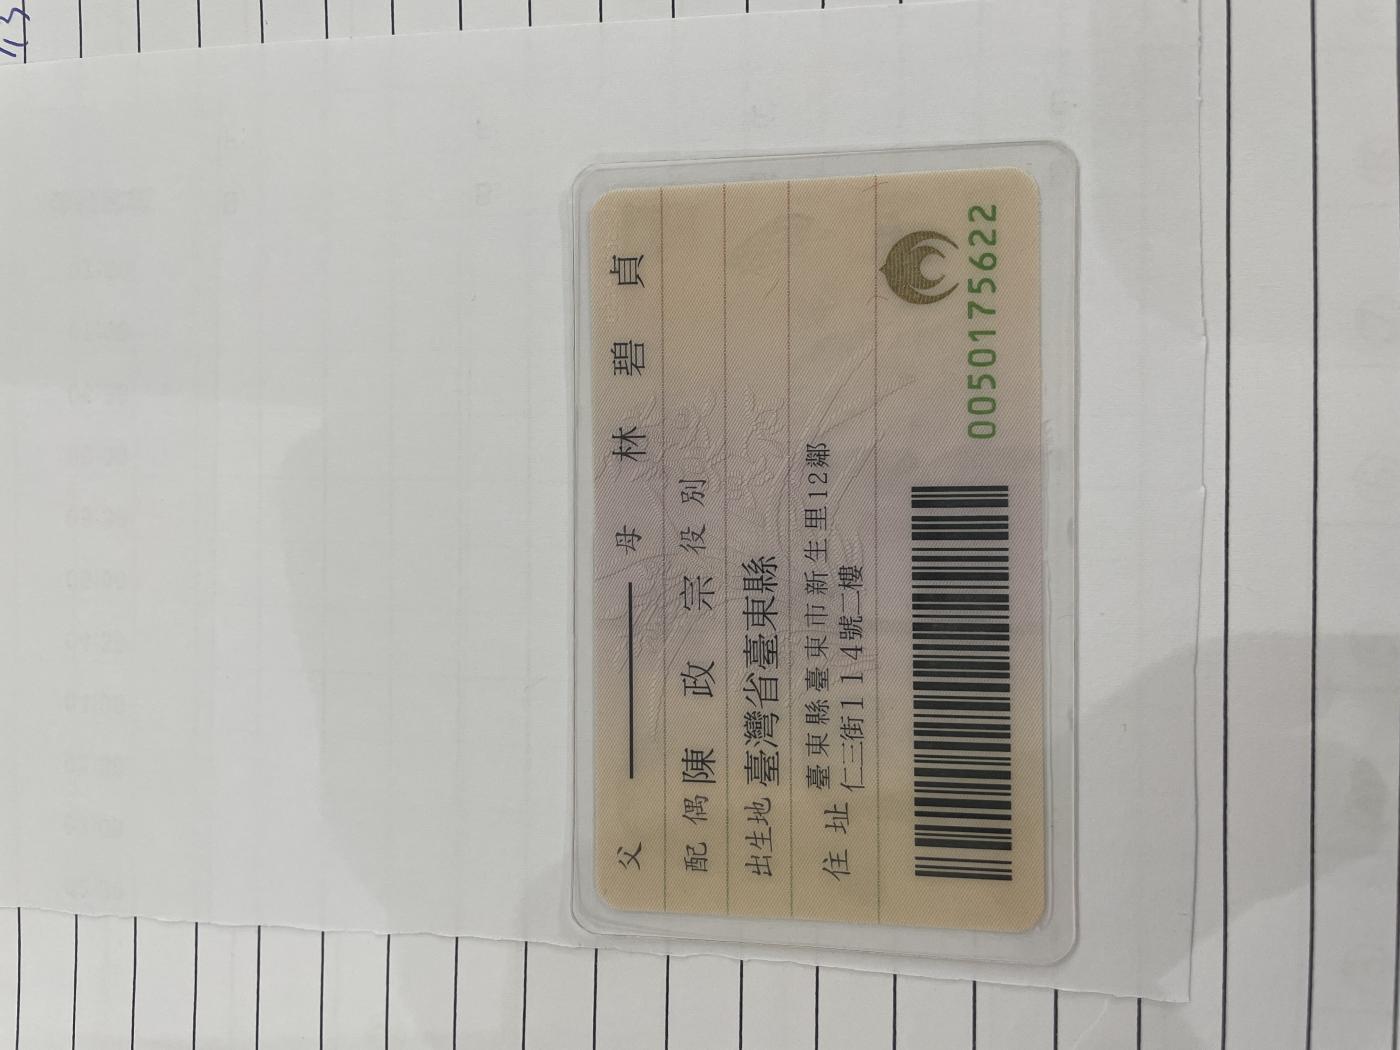 父 ———— 母 林碧貞
配偶 陳政宗 役別
出生地 臺灣省臺東縣
住址 臺東縣臺東市新生里12鄰
仁三街114號二樓
0050175622